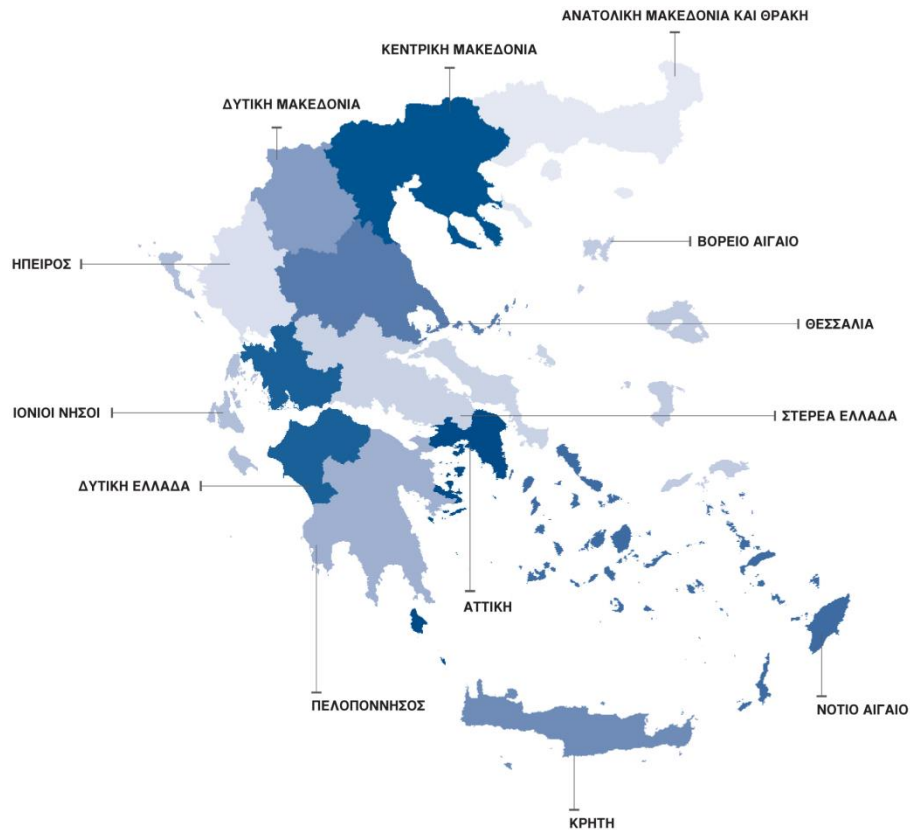 ΑΝΑΤΟΛΙΚΗ ΜΑΚΕΔΟΝΙΑ ΚΑΙ ΘΡΑΚΗ
ΚΕΝΤΡΙΚΗ ΜΑΚΕΔΟΝΙΑ
ΔΥΤΙΚΗ ΜΑΚΕΔΟΝΙΑ
ΒΟΡΕΙΟ ΑΙΓΑΙΟ
ΗΠΕΙΡΟΣ
ΘΕΣΣΑΛΙΑ
ΙΟΝΙΟΙ ΝΗΣΟΙ
ΣΤΕΡΕΑ ΕΛΛΑΔΑ
ΔΥΤΙΚΗ ΕΛΛΑΔΑ
ΑΤΤΙΚΗ
ΠΕΛΟΠΟΝΝΗΣΟΣ
ΝΟΤΙΟ ΑΙΓΑΙΟ
ΚΡΗΤΗ